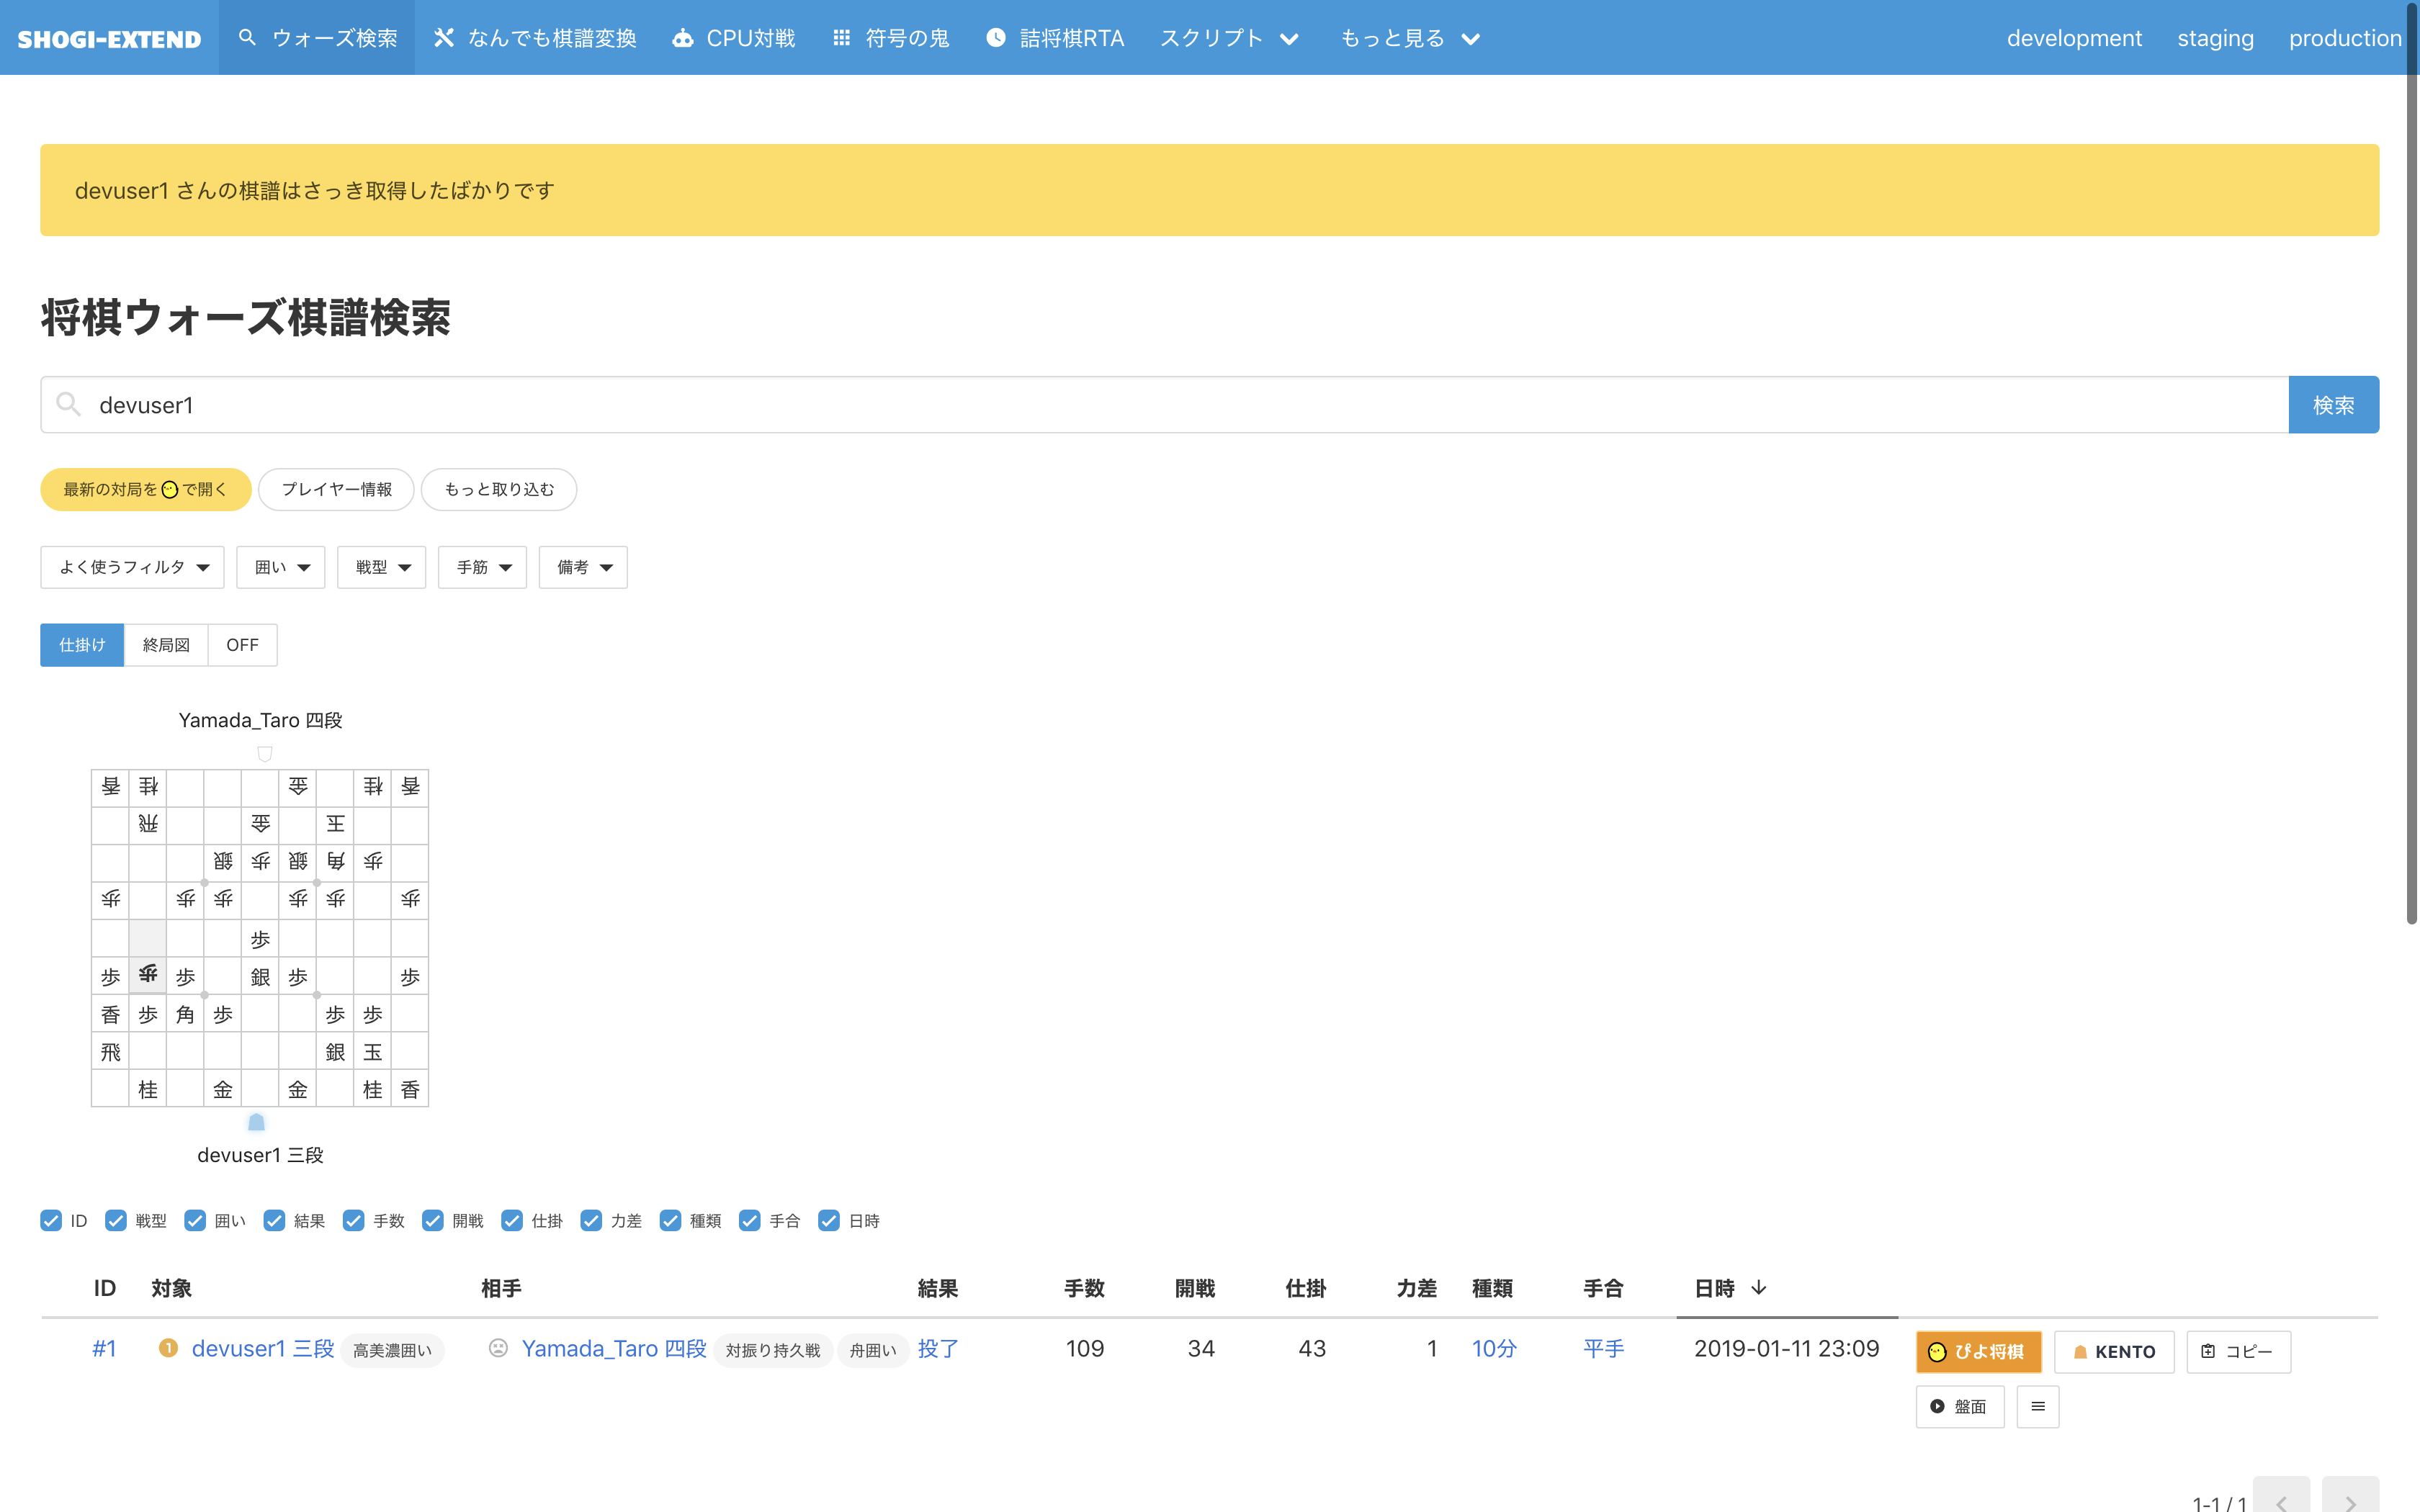 SHOGI-EXTEND ウォーズ検索 なんでも棋譜変換 CPU対戦 符号の鬼 詰将棋RTA スクリプト もっと見る development staging production
devuser1 さんの棋譜はさっき取得したばかりです
将棋ウォーズ棋譜検索
devuser1 検索
最新の対局を で開く プレイヤー情報 もっと取り込む
よく使うフィルタ 囲い 戦型 手筋 備考
仕掛け 終局図 OFF
Yamada_Taro 四段
香 桂 金 桂 香
飛 金 王
銀 歩 銀 角 歩
歩 歩 歩 歩 歩 歩
歩
歩 歩 歩 銀 歩 歩
香 歩 角 歩 歩 歩
飛 銀 玉
桂 金 金 桂 香
devuser1 三段
ID 戦型 囲い 結果 手数 開戦 仕掛 力差 種類 手合 日時
ID 対象 相手 結果 手数 開戦 仕掛 力差 種類 手合 日時
#1 1 devuser1 三段 高美濃囲い Yamada_Taro 四段 対振り持久戦 舟囲い 投了 109 34 43 1 10分 平手 2019-01-11 23:09 ぴよ将棋 KENTO コピー
盤面
1-1 / 1